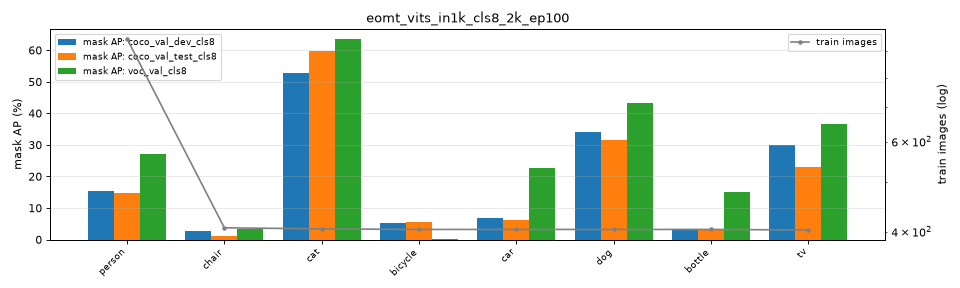 eomt_vits_in1k_cls8_2k_ep100
mask AP: coco_val_dev_cls8
mask AP: coco_val_test_cls8
mask AP: voc_val_cls8
train images
mask AP (%)
60
50
40
30
20
10
0
6 × 10²
4 × 10²
train images (log)
person
chair
cat
bicycle
car
dog
bottle
tv